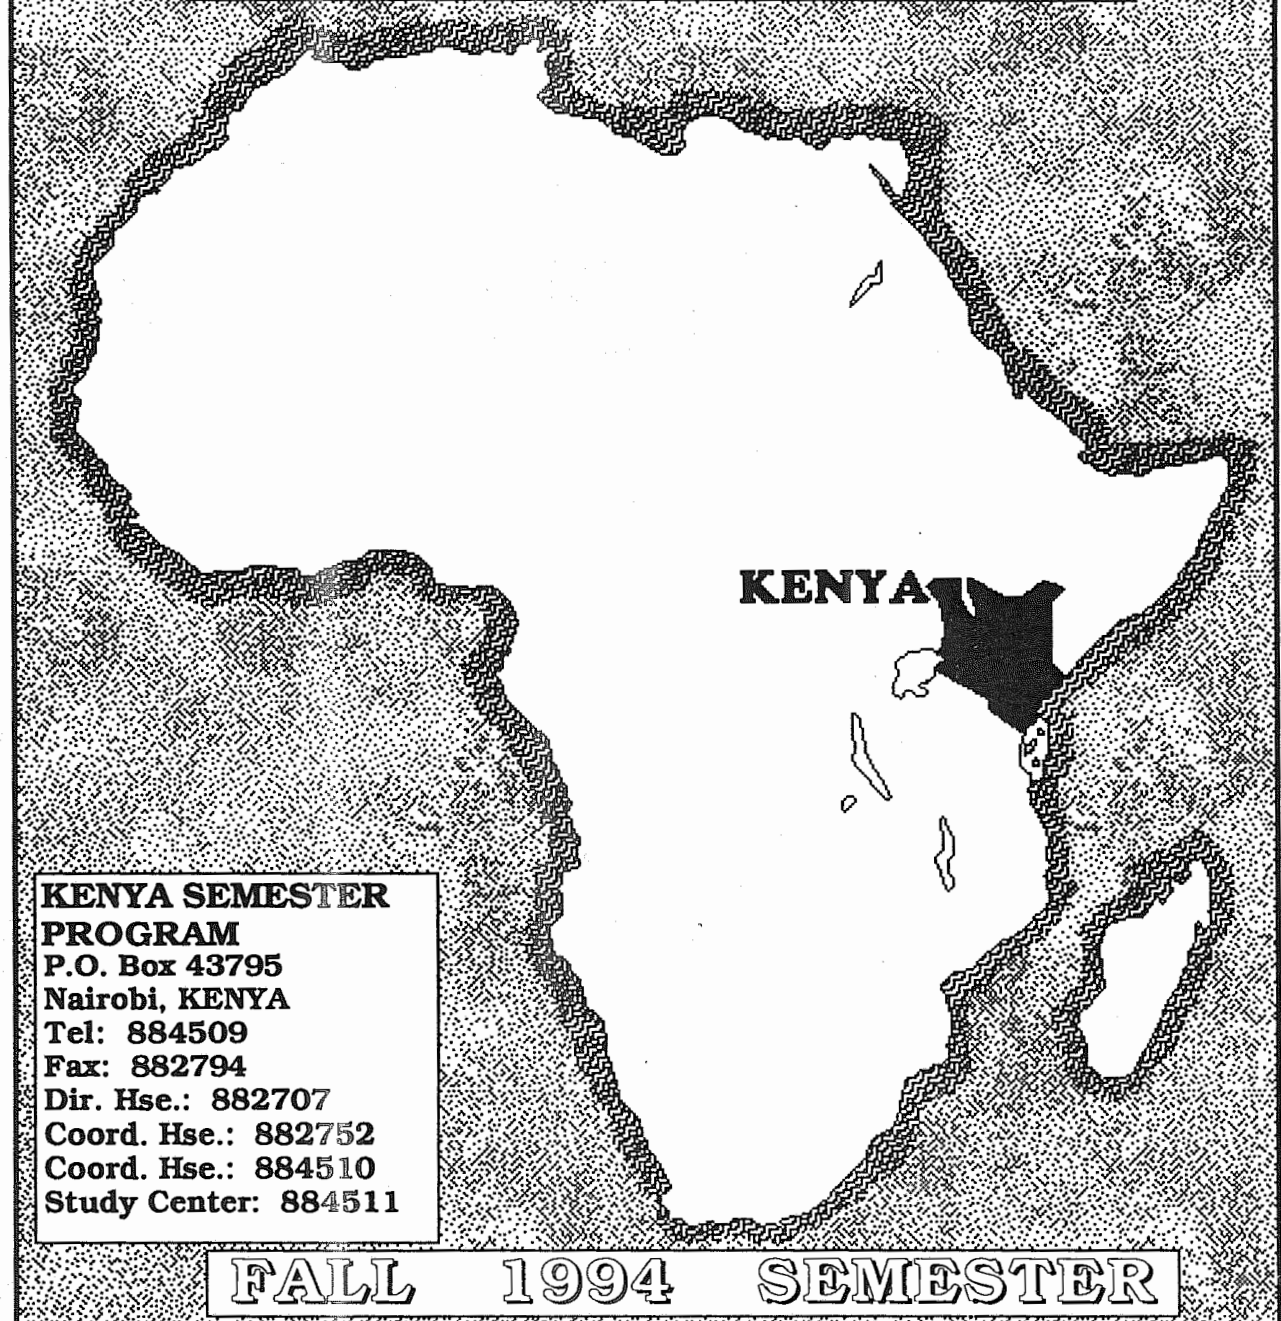 KENYA
KENYA SEMESTER
PROGRAM
P.O. Box 43795
Nairobi, KENYA
Tel: 884509
Fax: 882794
Dir. Hse.: 882707
Coord. Hse.: 882752
Coord. Hse.: 884510
Study Center: 884511
FALL 1994 SEMESTER